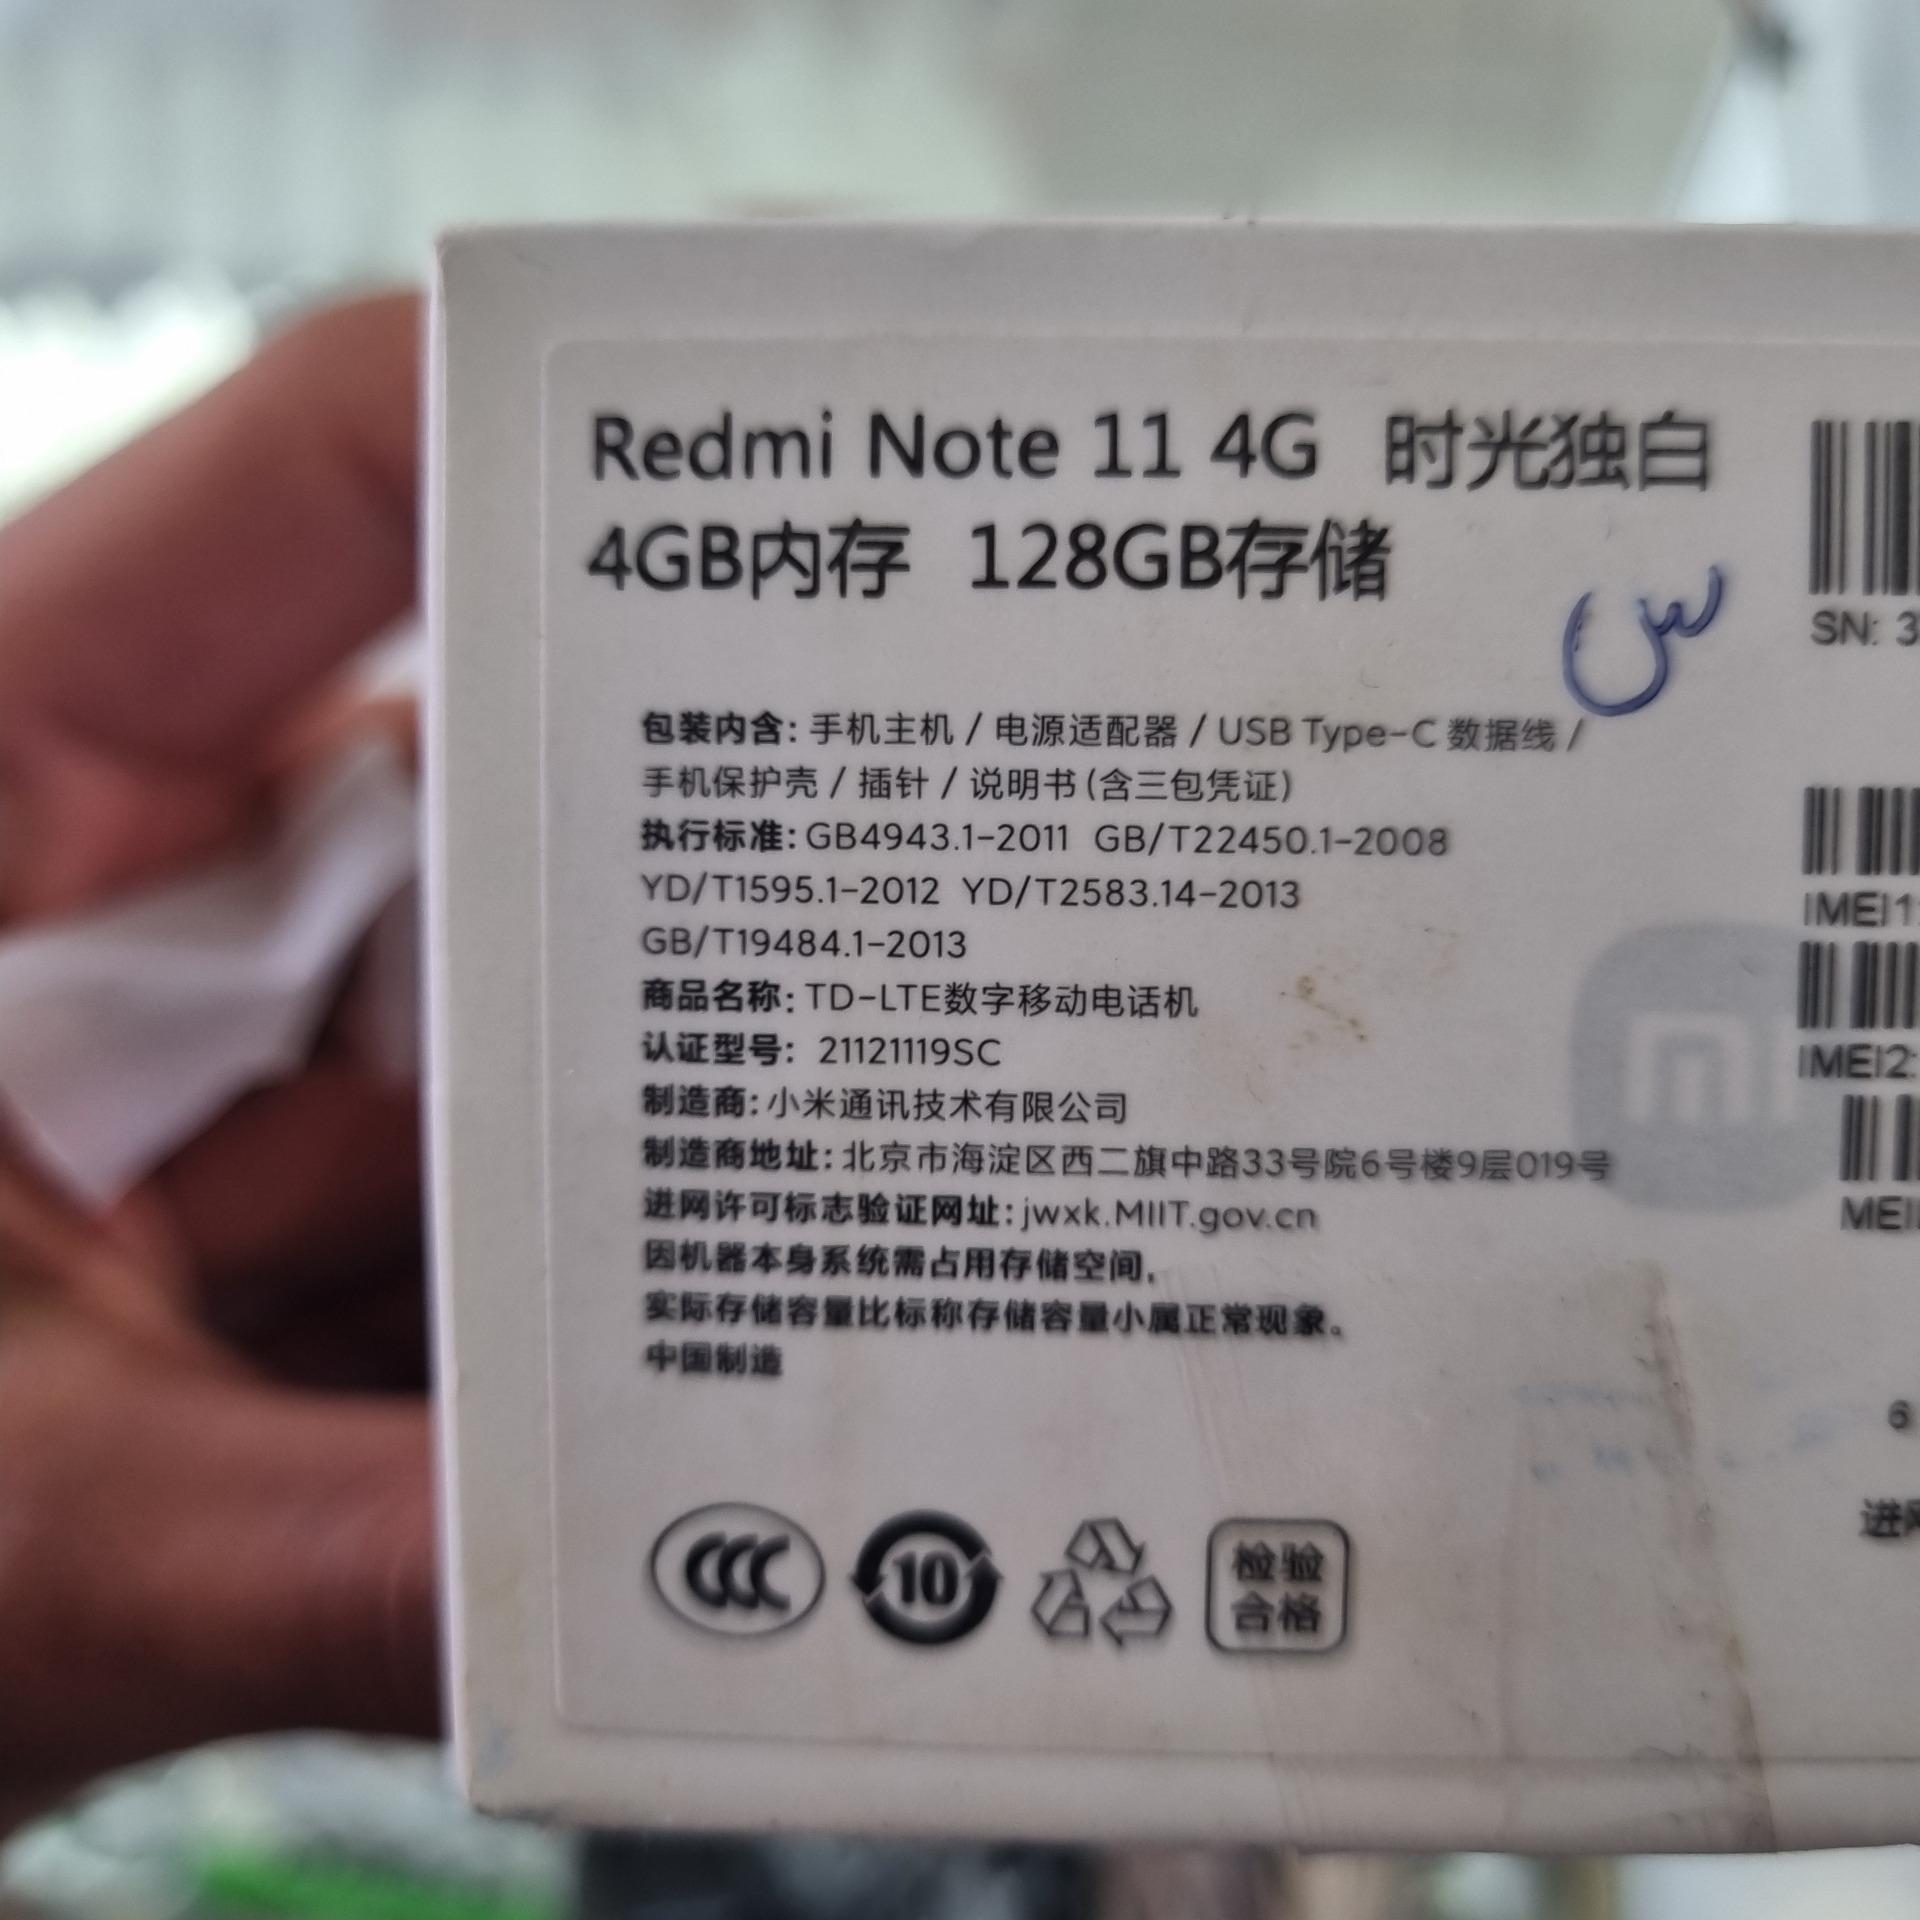 Redmi Note 11 4G 时光独白
4GB内存 128GB存储
SN: 3
包装内含: 手机主机 / 电源适配器 / USB Type-C 数据线 /
手机保护壳 / 插针 / 说明书 (含三包凭证)
执行标准: GB4943.1-2011 GB/T22450.1-2008
YD/T1595.1-2012 YD/T2583.14-2013
GB/T19484.1-2013
IMEI1:
商品名称: TD-LTE数字移动电话机
认证型号: 21121119SC
IMEI2:
制造商: 小米通讯技术有限公司
制造商地址: 北京市海淀区西二旗中路33号院6号楼9层019号
进网许可标志验证网址: jwxk.MIIT.gov.cn
MEI
因机器本身系统需占用存储空间,
实际存储容量比标称存储容量小属正常现象。
中国制造
6
进网
CCC
10
检验
合格
mi